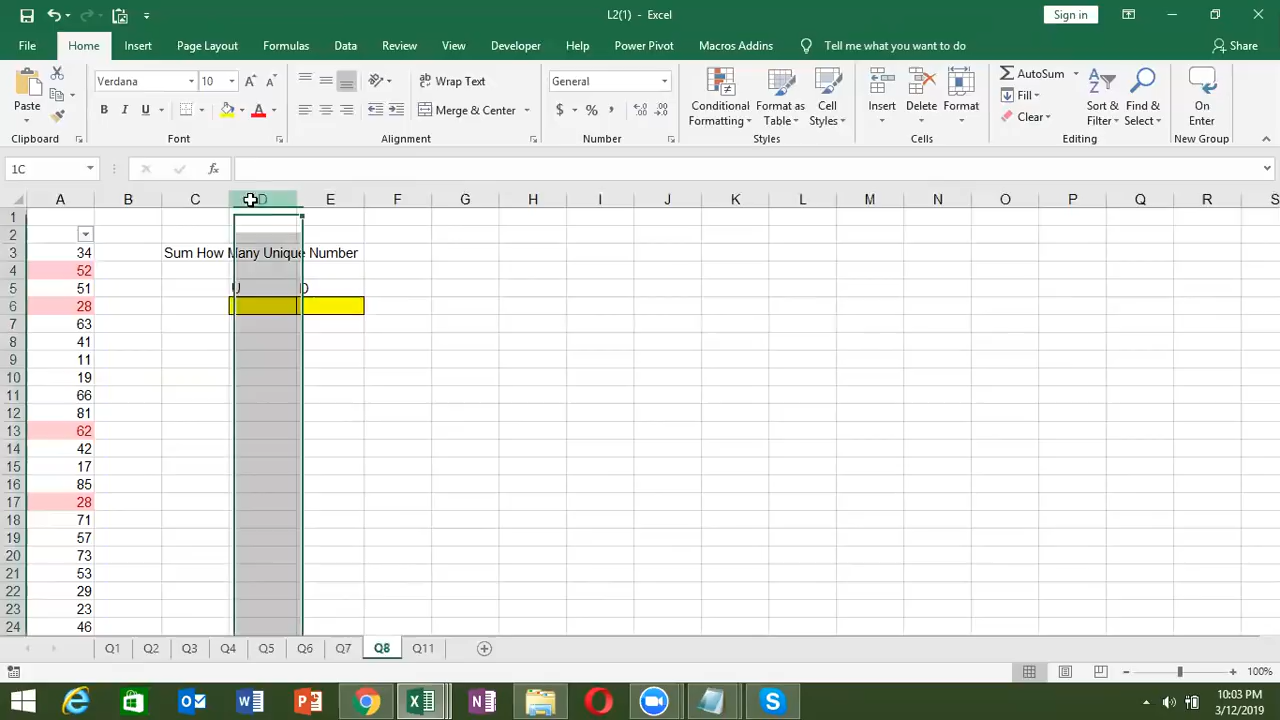 L2(1) - Excel
Sign in
File Home Insert Page Layout Formulas Data Review View Developer Help Power Pivot Macros Addins Tell me what you want to do Share
Paste
Verdana 10
B I U A
Wrap Text
Merge & Center
General
$ % ,
Conditional Formatting
Format as Table
Cell Styles
Insert
Delete
Format
AutoSum
Fill
Clear
Sort & Filter
Find & Select
On Enter
Clipboard Font Alignment Number Styles Cells Editing New Group
1C fx
A B C D E F G H I J K L M N O P Q R S
1
2
3 34 Sum How Many Unique Number
4 52
5 51 U D
6 28
7 63
8 41
9 11
10 19
11 66
12 81
13 62
14 42
15 17
16 85
17 28
18 71
19 57
20 73
21 53
22 29
23 23
24 46
Q1 Q2 Q3 Q4 Q5 Q6 Q7 Q8 Q11
100%
10:03 PM
3/12/2019